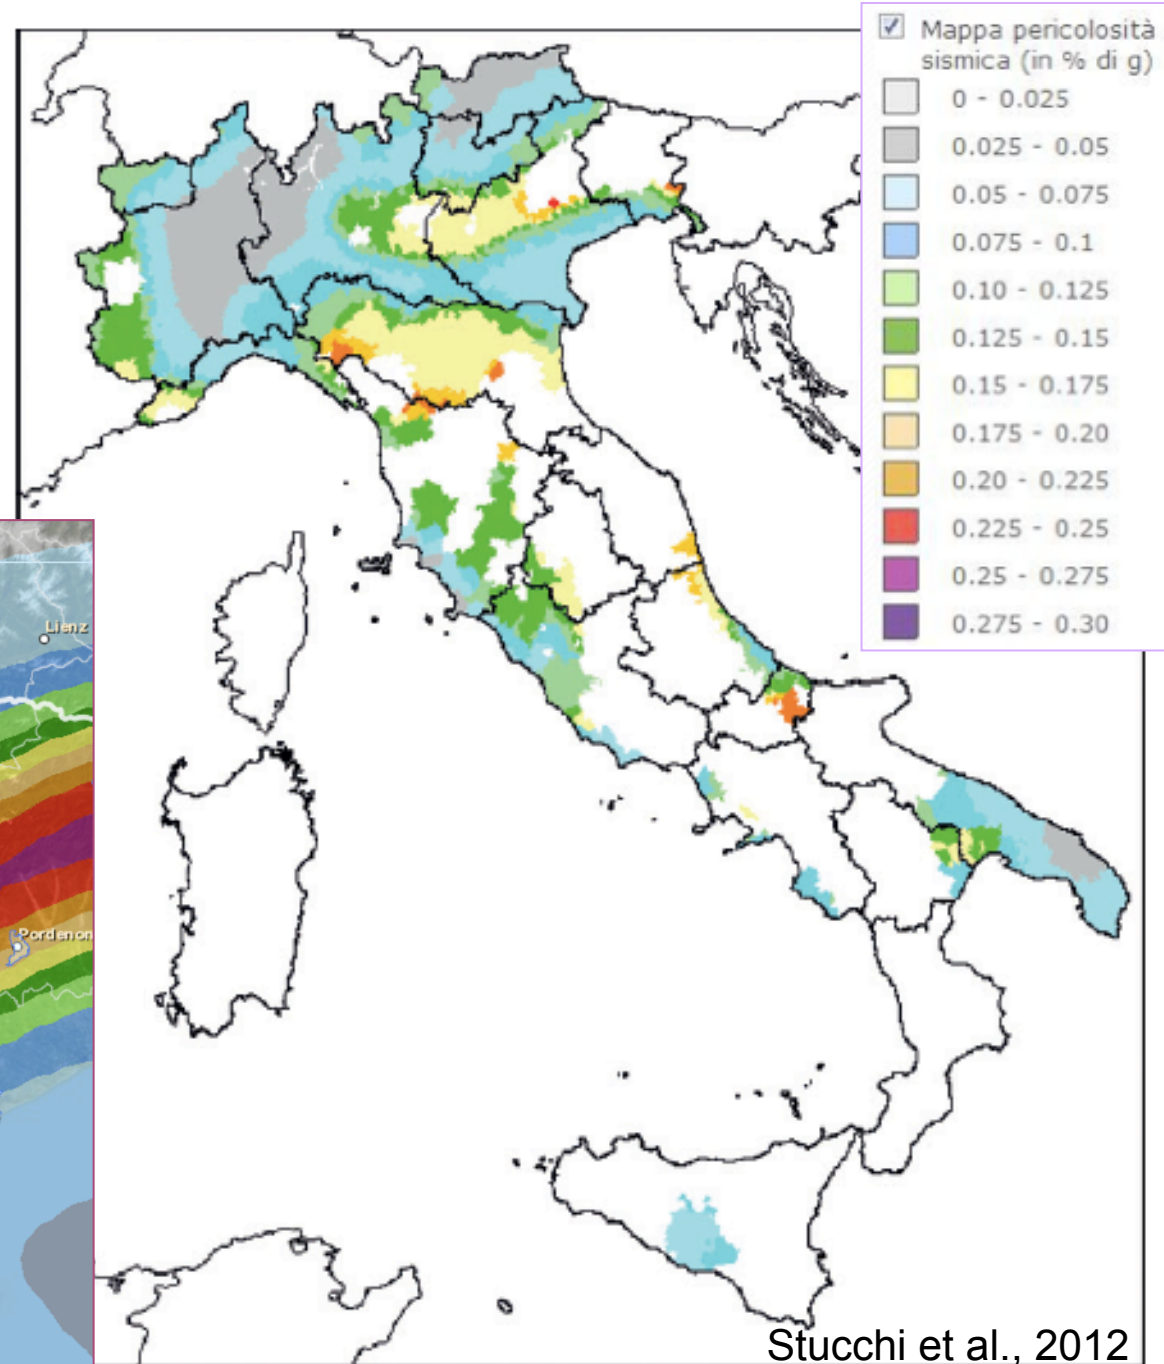 Mappa pericolosità
sismica (in % di g)
0 - 0.025
0.025 - 0.05
0.05 - 0.075
0.075 - 0.1
0.10 - 0.125
0.125 - 0.15
0.15 - 0.175
0.175 - 0.20
0.20 - 0.225
0.225 - 0.25
0.25 - 0.275
0.275 - 0.30
Lienz
Pordenon
Stucchi et al., 2012